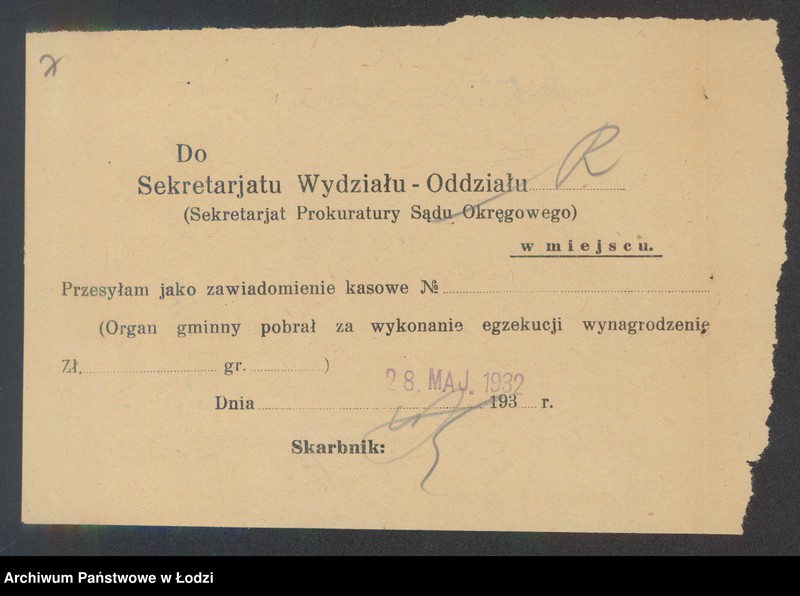 Do
Sekretarjatu Wydziału - Oddziału R
(Sekretarjat Prokuratury Sądu Okręgowego)
w miejscu.
Przesyłam jako zawiadomienie kasowe №
(Organ gminny pobrał za wykonanie egzekucji wynagrodzenie
Zł. gr. )
28. MAJ. 1932
Dnia 193 r.
Skarbnik:
Archiwum Państwowe w Łodzi